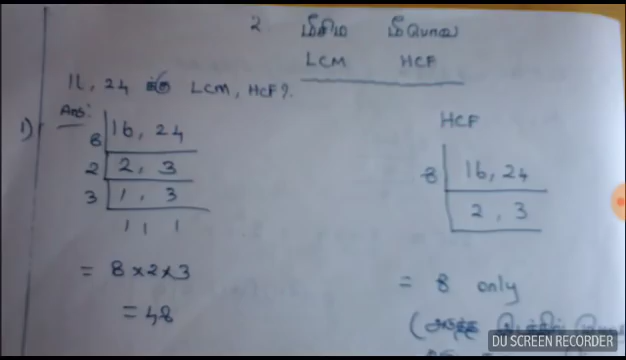 2 மீசிம மீபொவ
LCM HCF
16, 24 க்கு LCM, HCF?.
Ans:
1) 8 16, 24
2 2, 3
3 1, 3
1, 1
= 8 × 2 × 3
= 48
HCF
8 16, 24
2, 3
= 8 only
DU SCREEN RECORDER